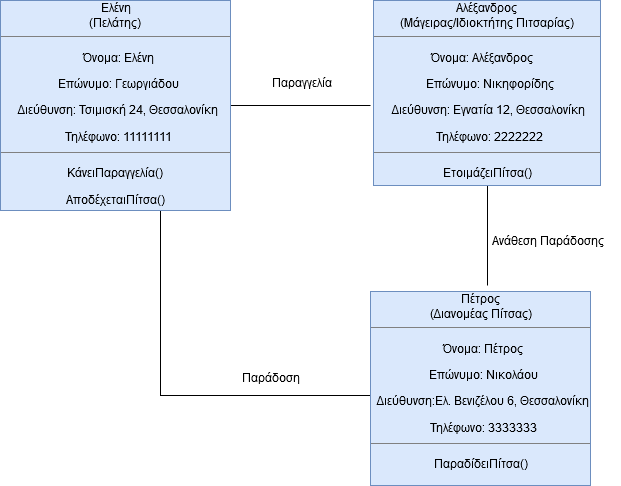 Ελένη
(Πελάτης)
Όνομα: Ελένη
Επώνυμο: Γεωργιάδου
Διεύθυνση: Τσιμισκή 24, Θεσσαλονίκη
Τηλέφωνο: 11111111
ΚάνειΠαραγγελία()
ΑποδέχεταιΠίτσα()
Παραγγελία
Αλέξανδρος
(Μάγειρας/Ιδιοκτήτης Πιτσαρίας)
Όνομα: Αλέξανδρος
Επώνυμο: Νικηφορίδης
Διεύθυνση: Εγνατία 12, Θεσσαλονίκη
Τηλέφωνο: 2222222
ΕτοιμάζειΠίτσα()
Ανάθεση Παράδοσης
Παράδοση
Πέτρος
(Διανομέας Πίτσας)
Όνομα: Πέτρος
Επώνυμο: Νικολάου
Διεύθυνση:Ελ. Βενιζέλου 6, Θεσσαλονίκη
Τηλέφωνο: 3333333
ΠαραδίδειΠίτσα()